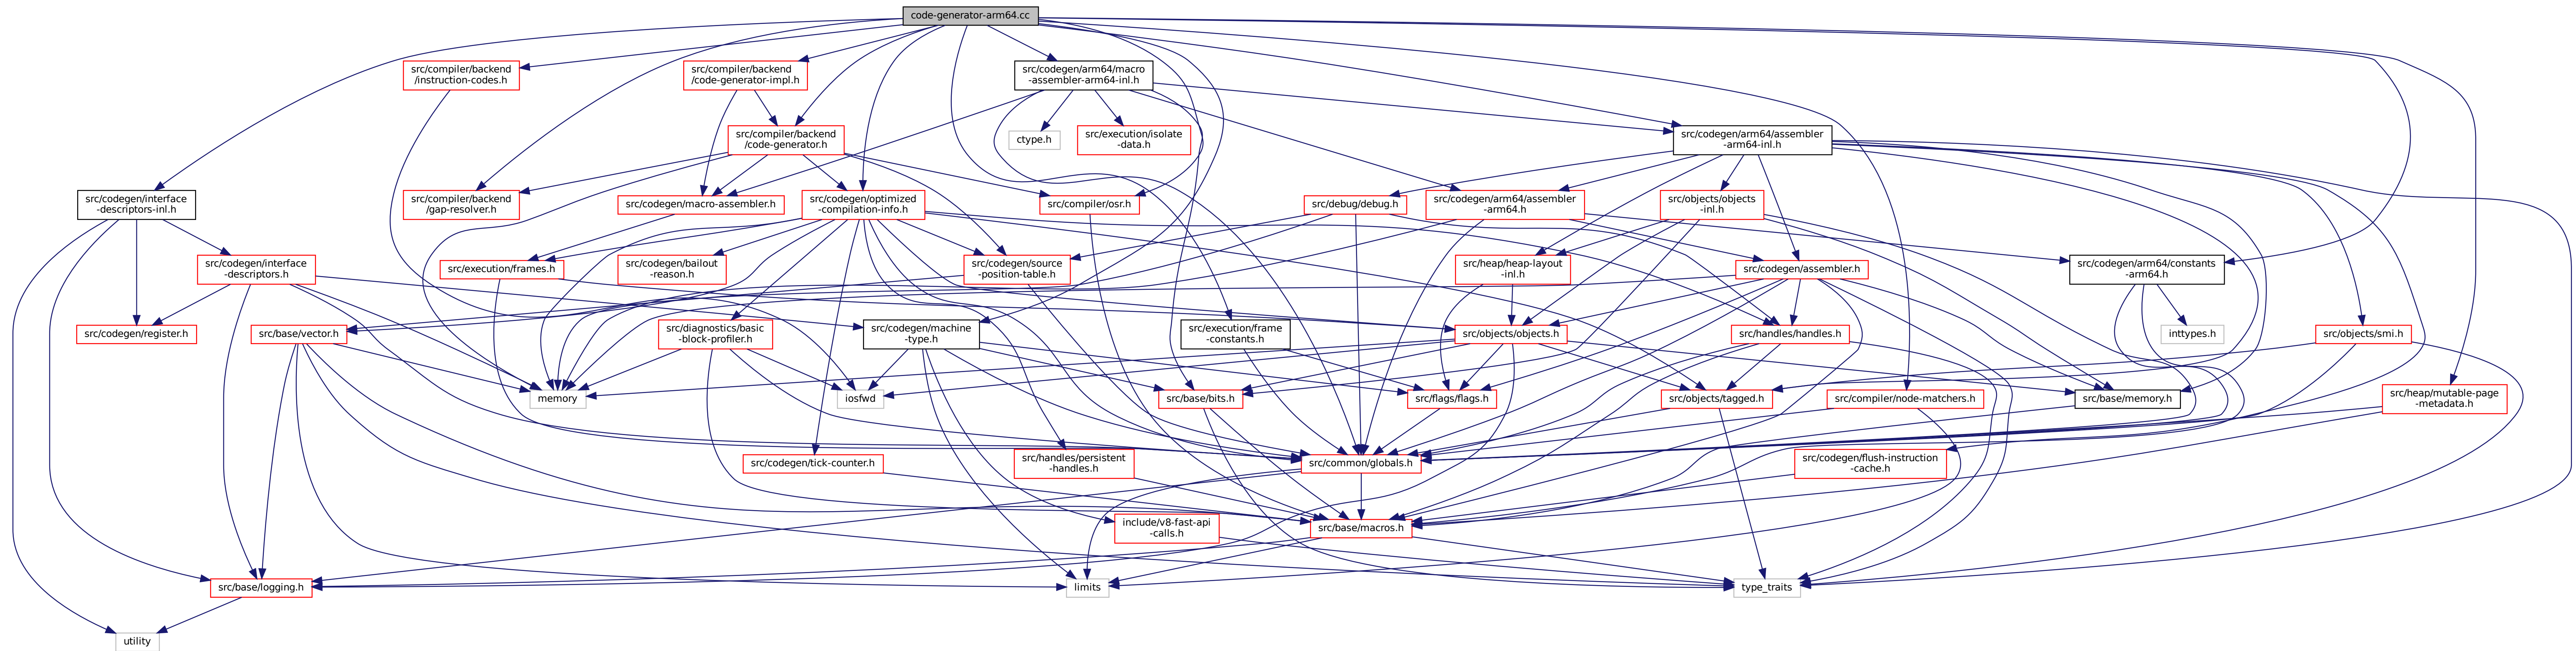 code-generator-arm64.cc
src/compiler/backend
/instruction-codes.h
src/compiler/backend
/code-generator-impl.h
src/codegen/arm64/macro
-assembler-arm64-inl.h
src/compiler/backend
/code-generator.h
ctype.h
src/execution/isolate
-data.h
src/codegen/arm64/assembler
-arm64-inl.h
src/codegen/interface
-descriptors-inl.h
src/compiler/backend
/gap-resolver.h
src/codegen/macro-assembler.h
src/codegen/optimized
-compilation-info.h
src/compiler/osr.h
src/debug/debug.h
src/codegen/arm64/assembler
-arm64.h
src/objects/objects
-inl.h
src/codegen/interface
-descriptors.h
src/execution/frames.h
src/codegen/bailout
-reason.h
src/codegen/source
-position-table.h
src/heap/heap-layout
-inl.h
src/codegen/assembler.h
src/codegen/arm64/constants
-arm64.h
src/codegen/register.h
src/base/vector.h
src/diagnostics/basic
-block-profiler.h
src/codegen/machine
-type.h
src/execution/frame
-constants.h
src/objects/objects.h
src/handles/handles.h
inttypes.h
src/objects/smi.h
memory
iosfwd
src/base/bits.h
src/flags/flags.h
src/objects/tagged.h
src/compiler/node-matchers.h
src/base/memory.h
src/heap/mutable-page
-metadata.h
src/codegen/tick-counter.h
src/handles/persistent
-handles.h
src/common/globals.h
src/codegen/flush-instruction
-cache.h
include/v8-fast-api
-calls.h
src/base/macros.h
src/base/logging.h
limits
type_traits
utility